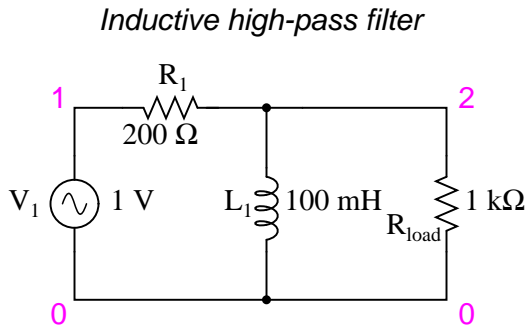 Inductive high-pass filter
1
R1
2
200 Ω
V1
1 V
L1
100 mH
Rload
1 kΩ
0
0